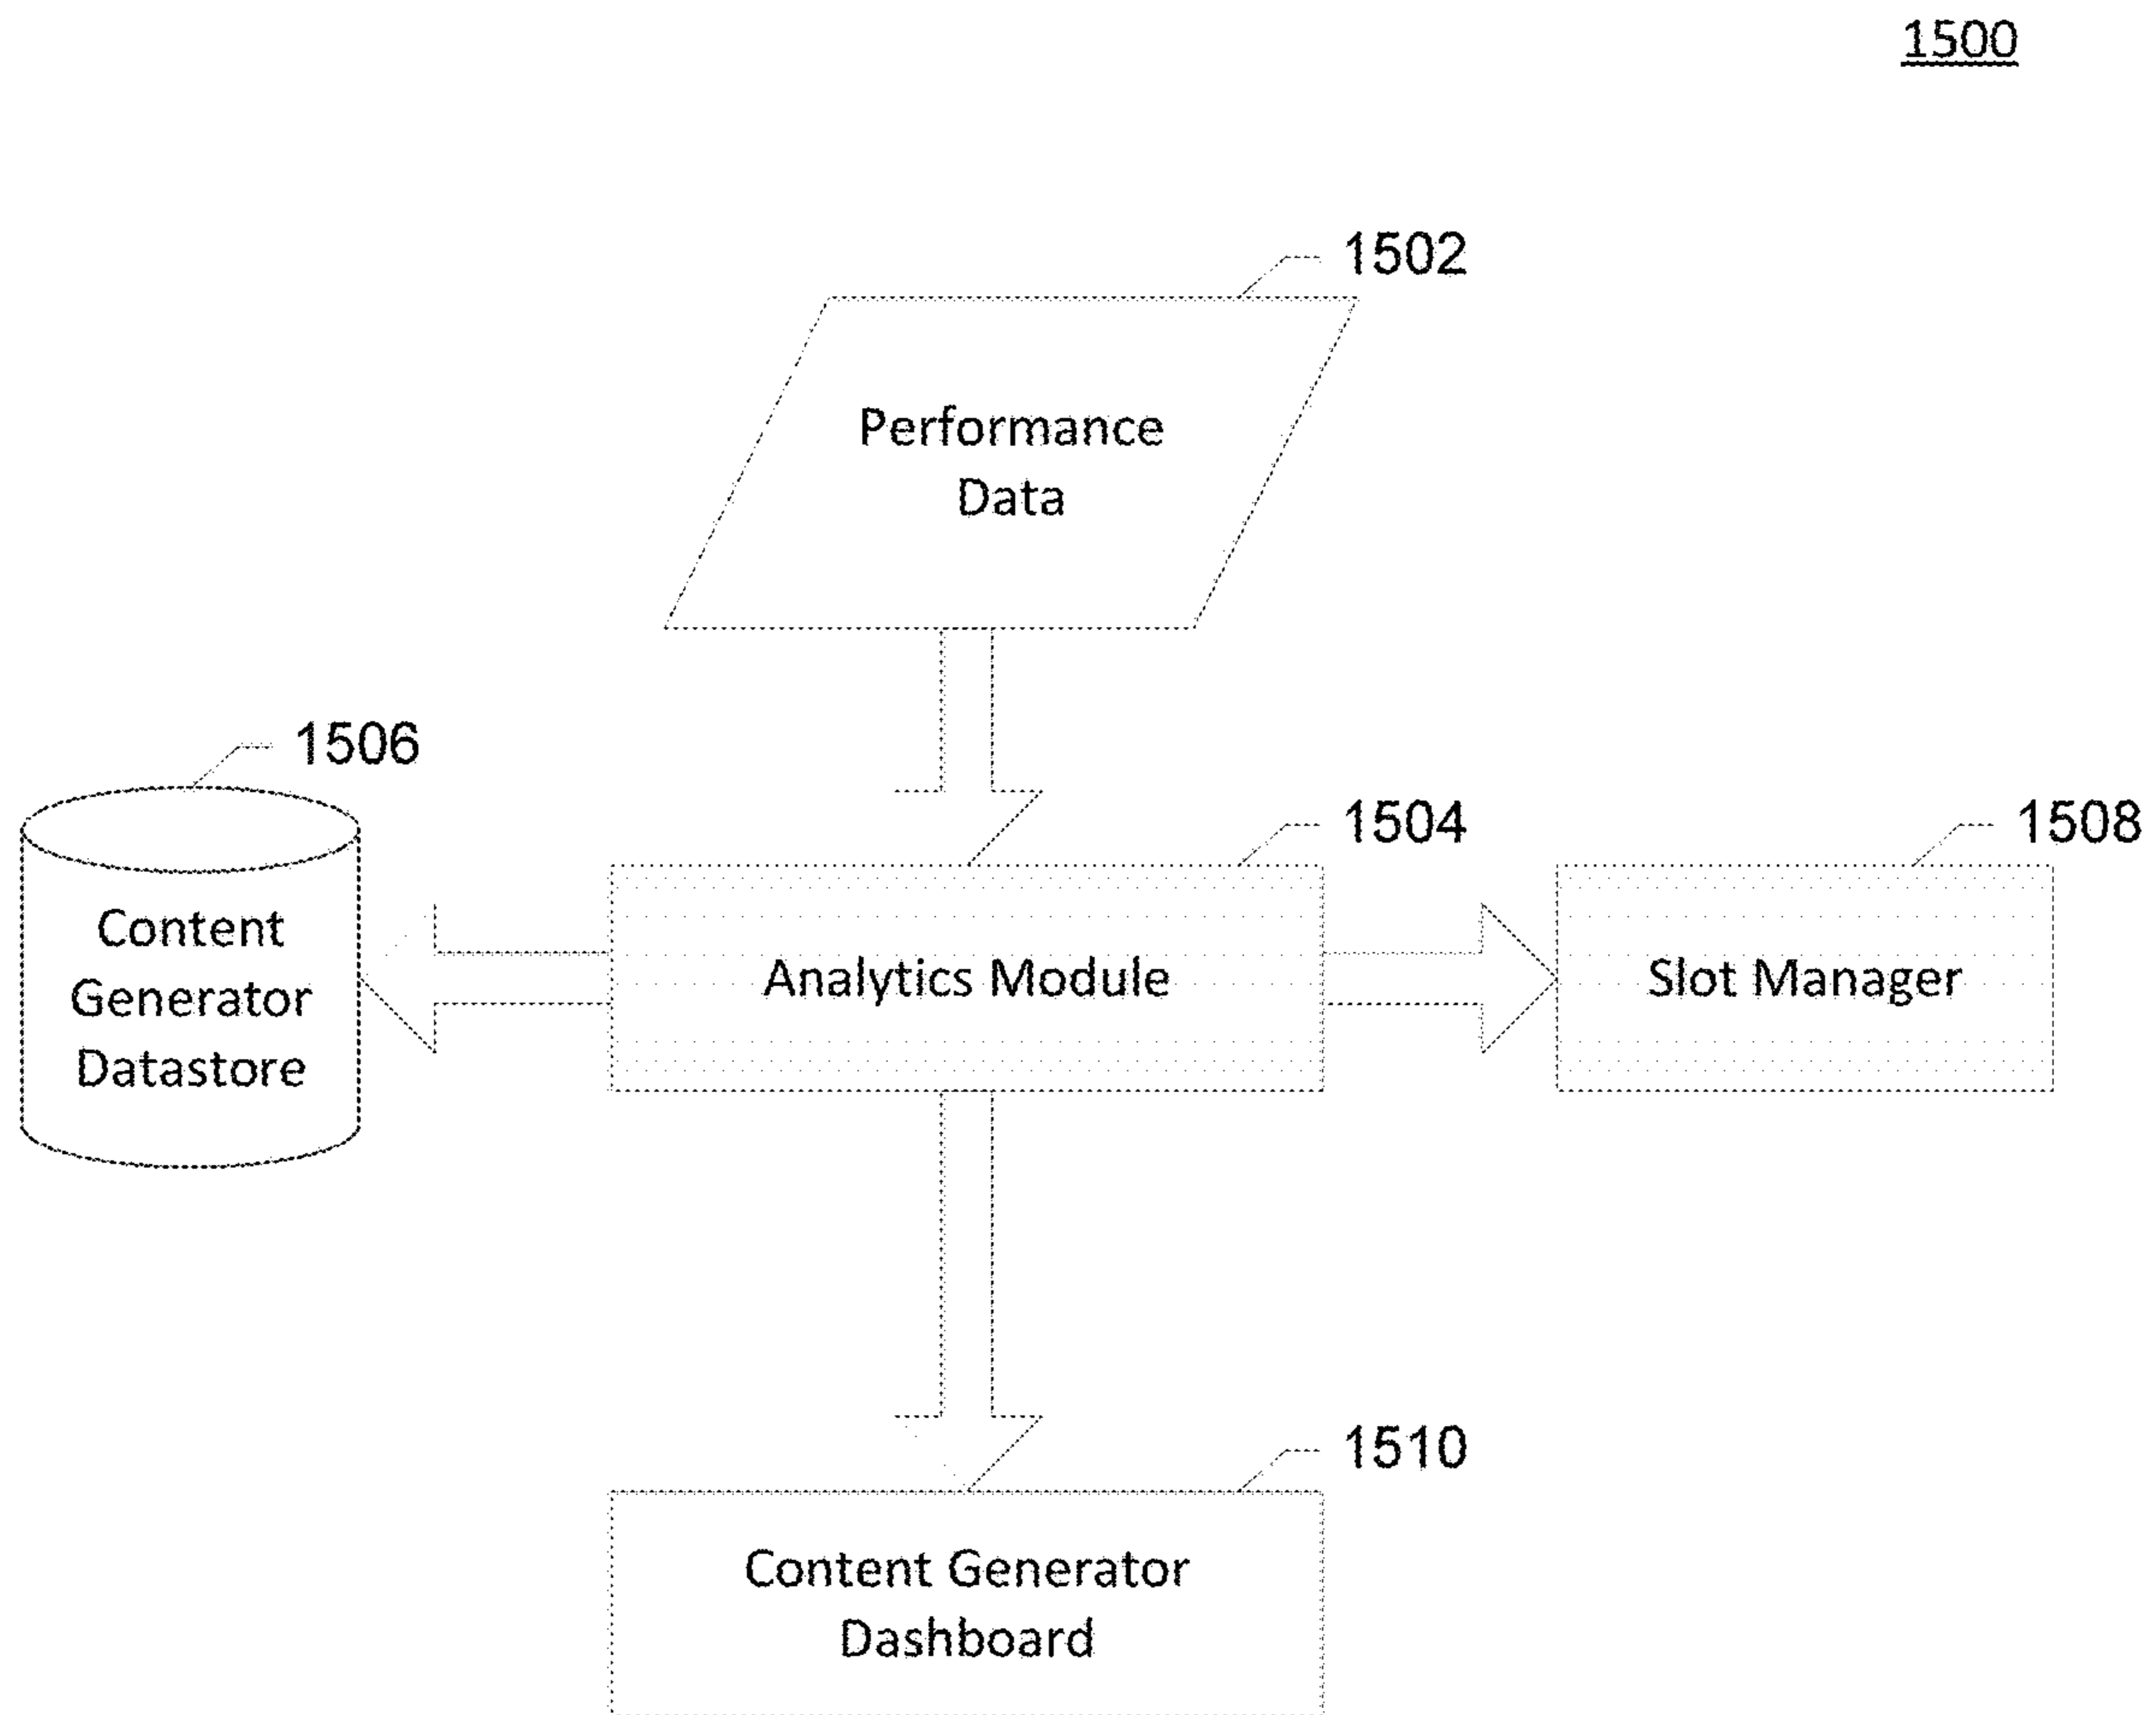 1500
1502
Performance
Data
1506
1504
1508
Content
Generator
Datastore
Analytics Module
Slot Manager
1510
Content Generator
Dashboard